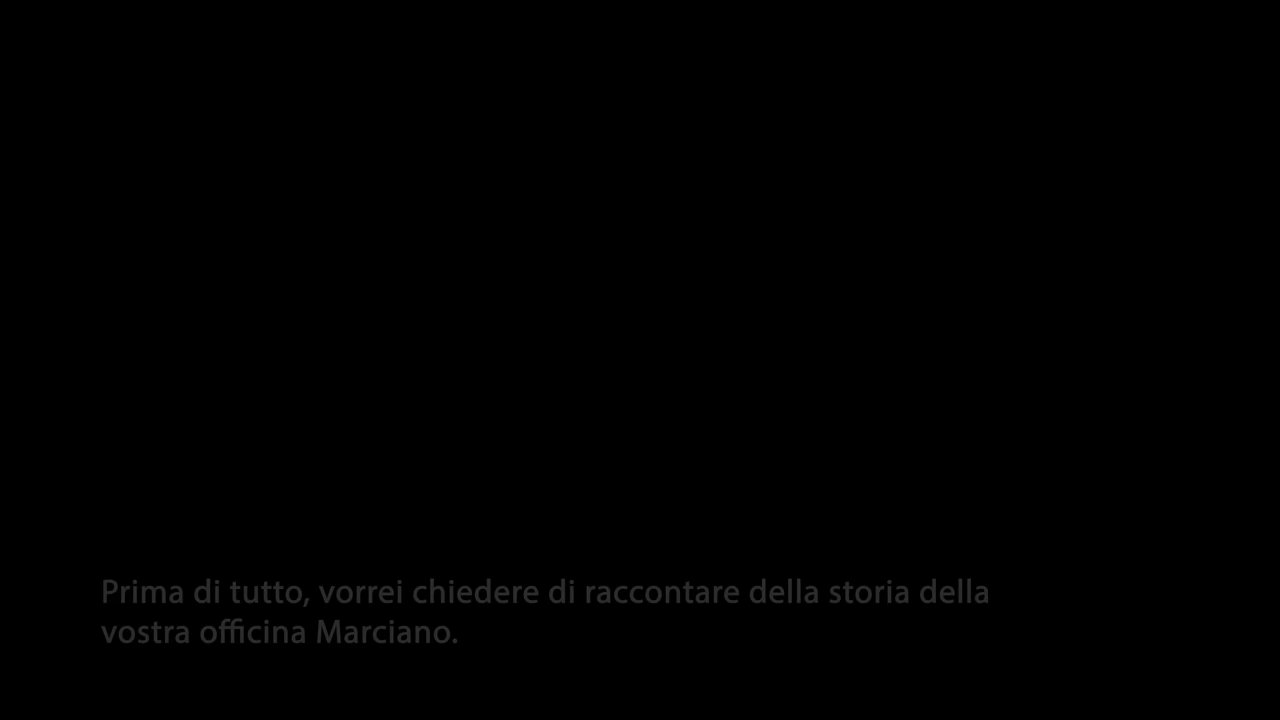 Prima di tutto, vorrei chiedere di raccontare della storia della
vostra officina Marciano.